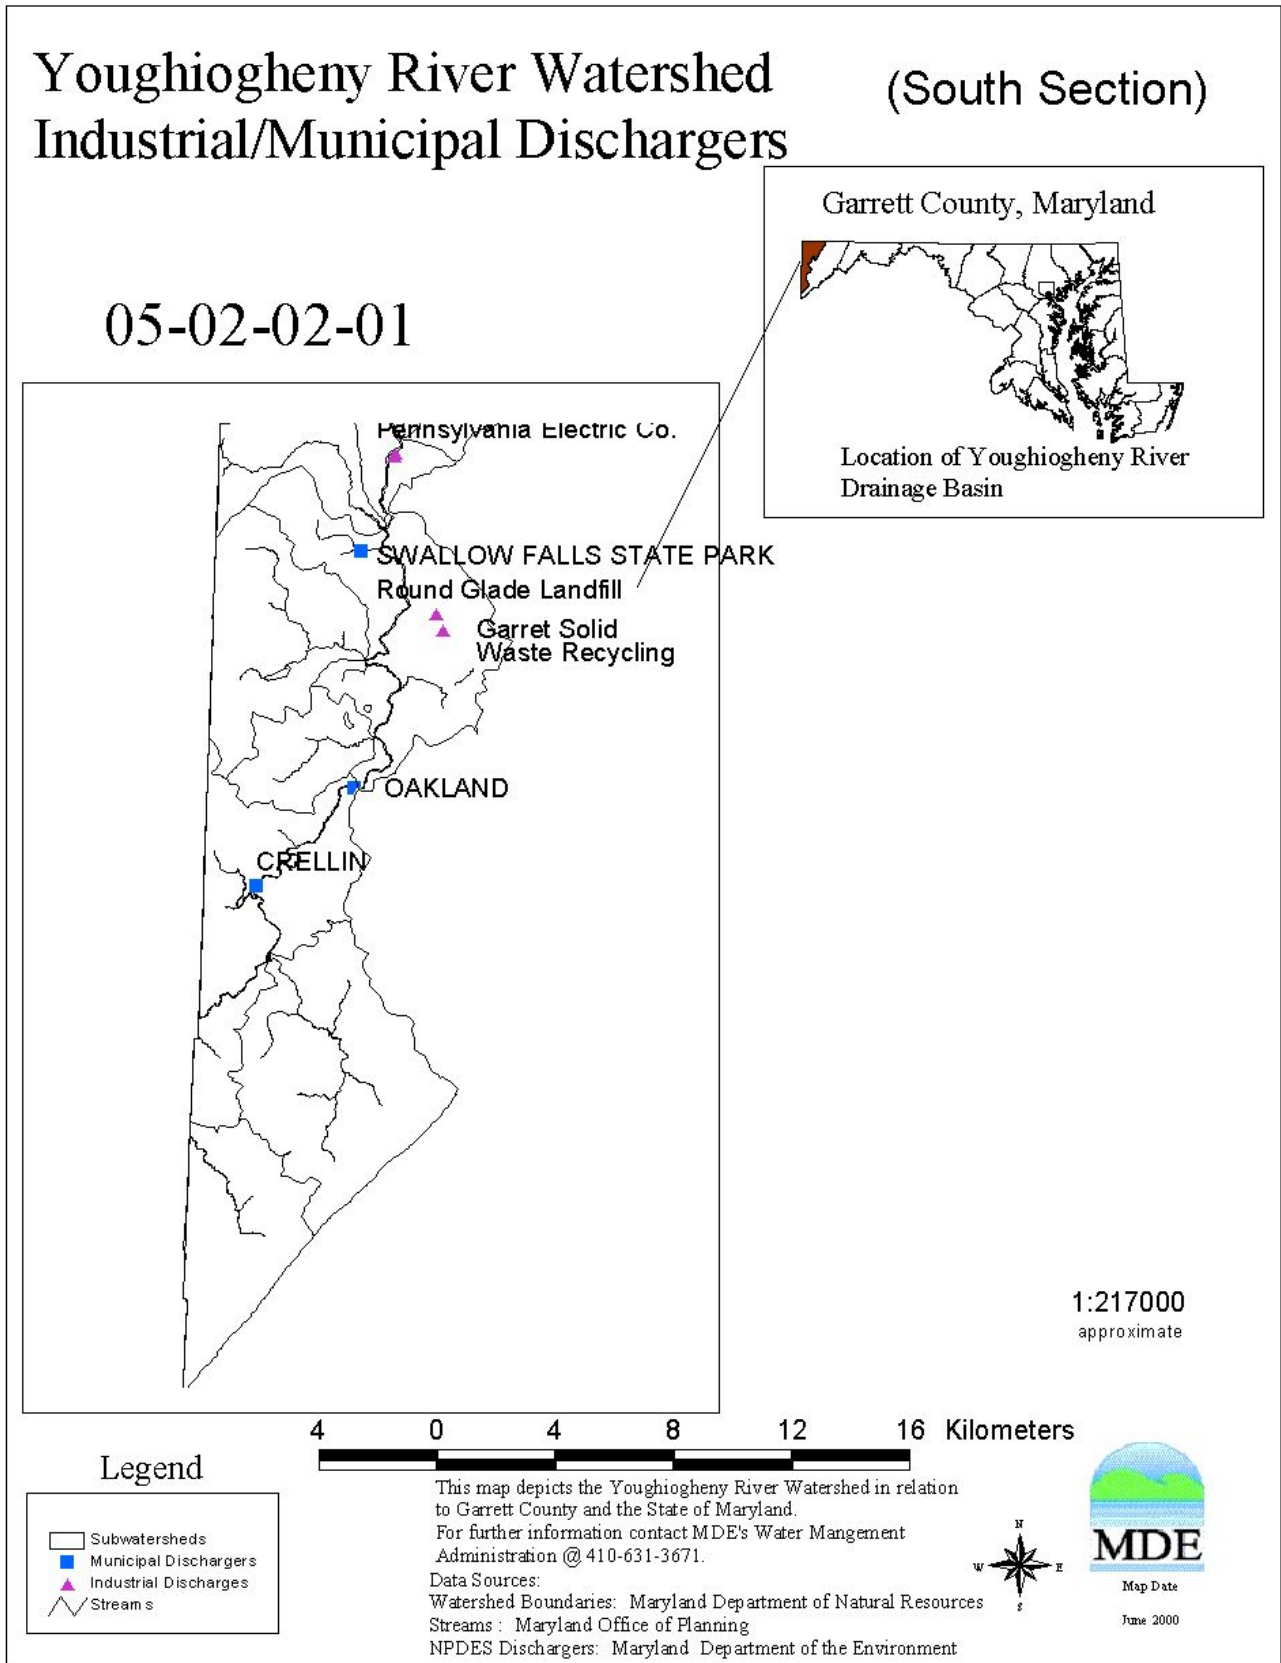 Youghiogheny River Watershed
Industrial/Municipal Dischargers
(South Section)
Garrett County, Maryland
Location of Youghiogheny River
Drainage Basin
05-02-02-01
Pennsylvania Electric Co.
SWALLOW FALLS STATE PARK
Round Glade Landfill
Garret Solid
Waste Recycling
OAKLAND
CRELLIN
1:217000
approximate
4 0 4 8 12 16 Kilometers
Legend
Subwatersheds
Municipal Dischargers
Industrial Discharges
Streams
This map depicts the Youghiogheny River Watershed in relation
to Garrett County and the State of Maryland.
For further information contact MDE's Water Mangement
Administration @ 410-631-3671.
Data Sources:
Watershed Boundaries: Maryland Department of Natural Resources
Streams : Maryland Office of Planning
NPDES Dischargers: Maryland Department of the Environment
N
W E
S
MDE
Map Date
June 2000